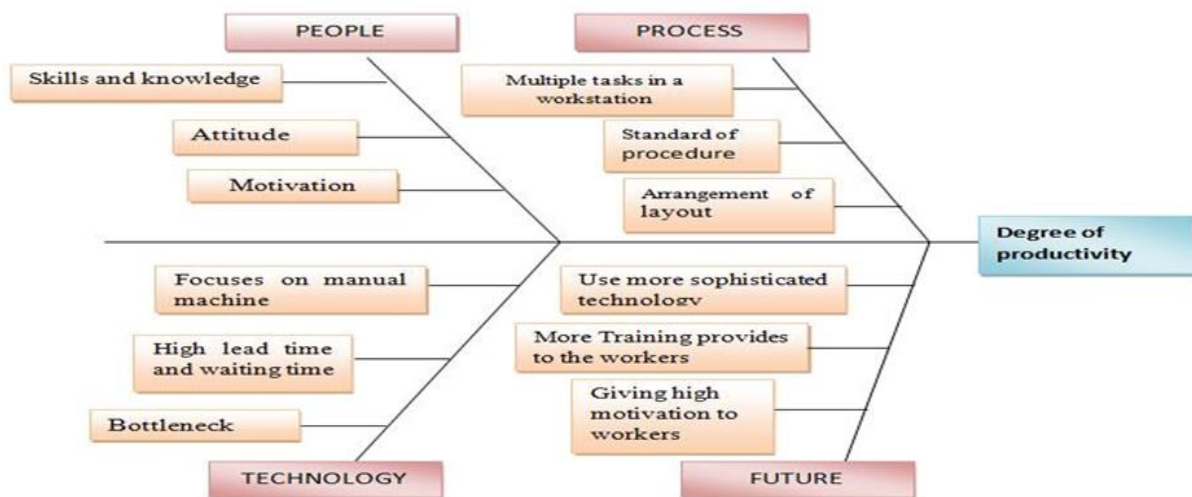 PEOPLE
PROCESS
Skills and knowledge
Attitude
Motivation
Multiple tasks in a
workstation
Standard of
procedure
Arrangement of
layout
Degree of
productivity
Focuses on manual
machine
High lead time
and waiting time
Bottleneck
Use more sophisticated
technology
More Training provides
to the workers
Giving high
motivation to
workers
TECHNOLOGY
FUTURE